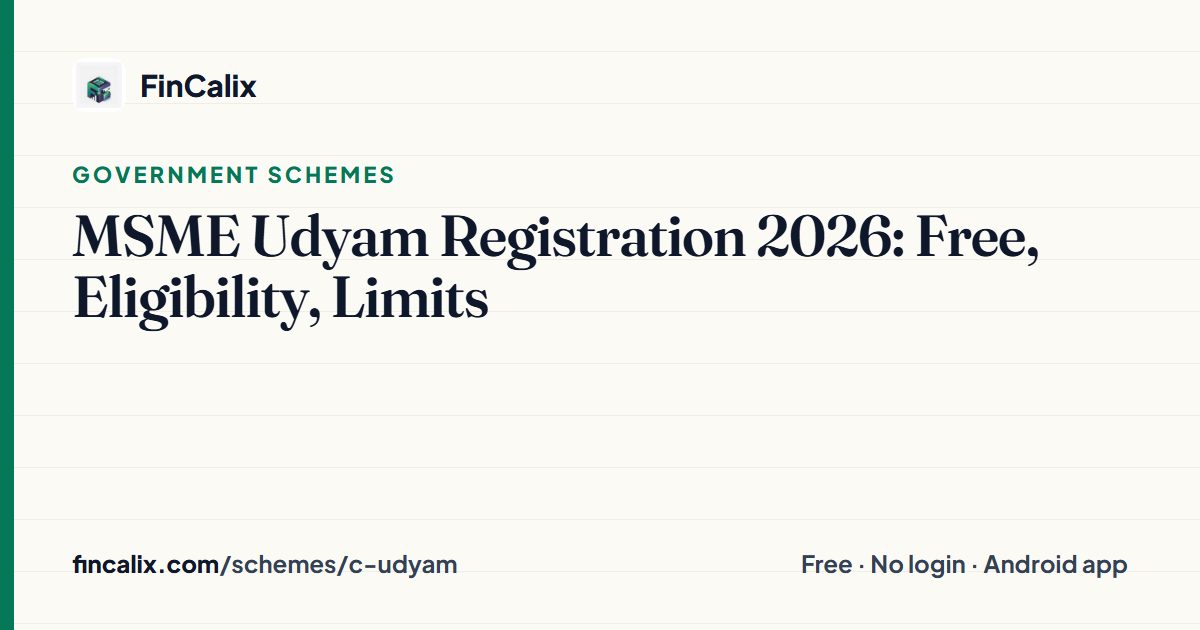 FinCalix
GOVERNMENT SCHEMES
MSME Udyam Registration 2026: Free,
Eligibility, Limits
fincalix.com/schemes/c-udyam
Free · No login · Android app